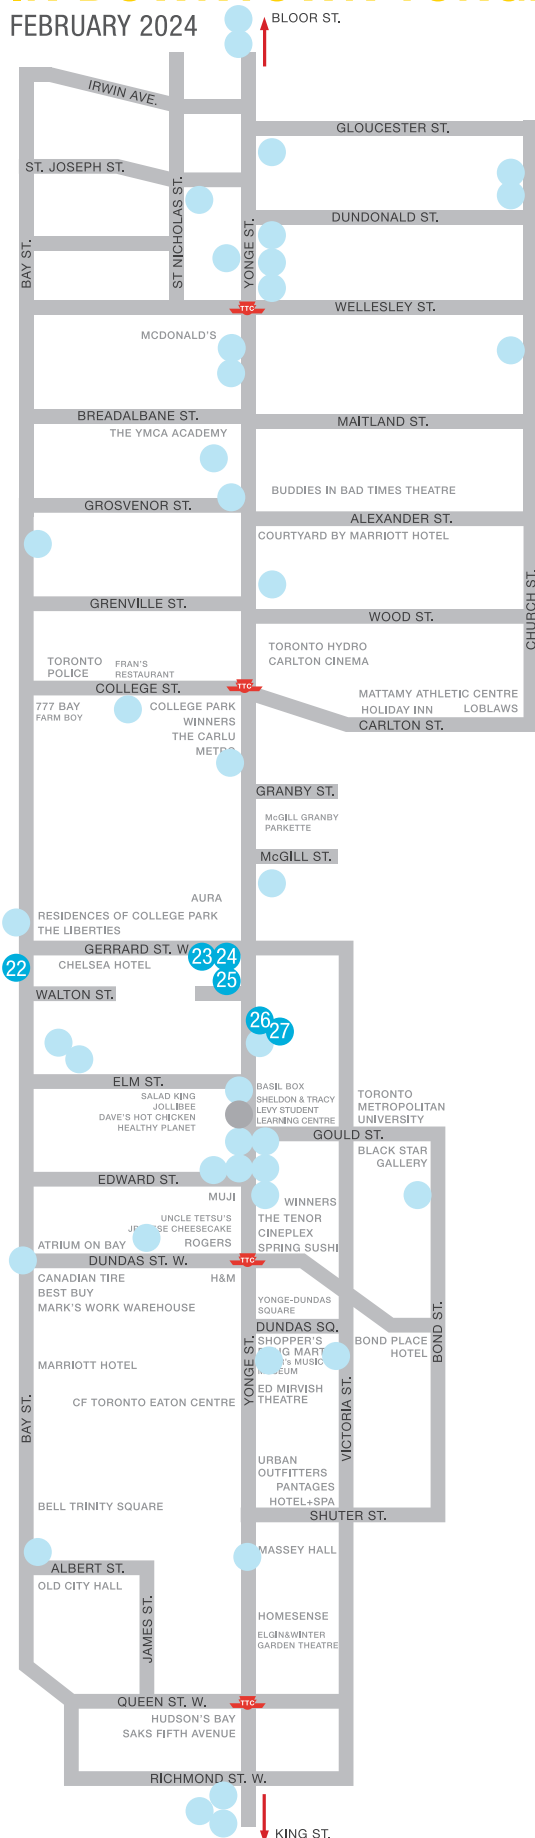 FEBRUARY 2024
BLOOR ST.
IRWIN AVE.
GLOUCESTER ST.
ST. JOSEPH ST.
ST NICHOLAS ST.
DUNDONALD ST.
BAY ST.
YONGE ST.
TTC
WELLESLEY ST.
MCDONALD'S
BREADALBANE ST.
MAITLAND ST.
THE YMCA ACADEMY
BUDDIES IN BAD TIMES THEATRE
GROSVENOR ST.
ALEXANDER ST.
COURTYARD BY MARRIOTT HOTEL
CHURCH ST.
GRENVILLE ST.
WOOD ST.
TORONTO HYDRO
CARLTON CINEMA
TORONTO
POLICE
FRAN'S
RESTAURANT
COLLEGE ST.
TTC
MATTAMY ATHLETIC CENTRE
HOLIDAY INN
LOBLAWS
CARLTON ST.
777 BAY
FARM BOY
COLLEGE PARK
WINNERS
THE CARLU
METRO
GRANBY ST.
McGILL GRANBY
PARKETTE
McGILL ST.
AURA
RESIDENCES OF COLLEGE PARK
THE LIBERTIES
GERRARD ST. W.
22
CHELSEA HOTEL
23
24
25
WALTON ST.
26
27
ELM ST.
SALAD KING
JOLLIBEE
DAVE'S HOT CHICKEN
HEALTHY PLANET
BASIL BOX
SHELDON & TRACY
LEVY STUDENT
LEARNING CENTRE
TORONTO
METROPOLITAN
UNIVERSITY
GOULD ST.
BLACK STAR
GALLERY
EDWARD ST.
MUJI
WINNERS
UNCLE TETSU'S
CHEESECAKE
ROGERS
THE TENOR
CINEPLEX
SPRING SUSHI
ATRIUM ON BAY
DUNDAS ST. W.
TTC
CANADIAN TIRE
BEST BUY
MARK'S WORK WAREHOUSE
H&M
YONGE-DUNDAS
SQUARE
DUNDAS SQ.
BOND ST.
SHOPPER'S
MART
MUSIC
MUSEUM
BOND PLACE
HOTEL
YONGE ST.
MARRIOTT HOTEL
ED MIRVISH
THEATRE
CF TORONTO EATON CENTRE
VICTORIA ST.
BAY ST.
URBAN
OUTFITTERS
PANTAGES
HOTEL+SPA
BELL TRINITY SQUARE
SHUTER ST.
MASSEY HALL
ALBERT ST.
OLD CITY HALL
JAMES ST.
HOMESENSE
ELGIN&WINTER
GARDEN THEATRE
QUEEN ST. W.
TTC
HUDSON'S BAY
SAKS FIFTH AVENUE
RICHMOND ST. W.
KING ST.